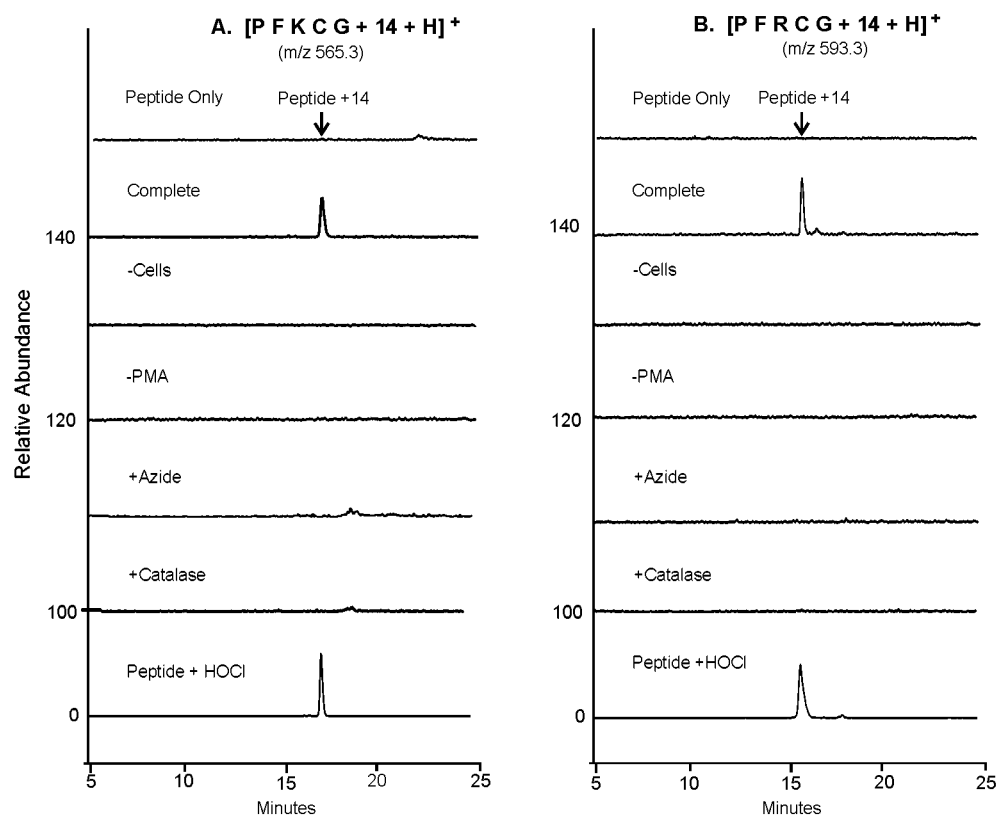 A. [P F K C G + 14 + H]+
(m/z 565.3)
Peptide Only
Peptide +14
Complete
140
-Cells
-PMA
120
+Azide
+Catalase
100
Peptide + HOCl
0
5 10 15 20 25
Minutes
Relative Abundance
B. [P F R C G + 14 + H]+
(m/z 593.3)
Peptide Only
Peptide +14
Complete
140
-Cells
-PMA
120
+Azide
+Catalase
100
Peptide +HOCl
0
5 10 15 20 25
Minutes